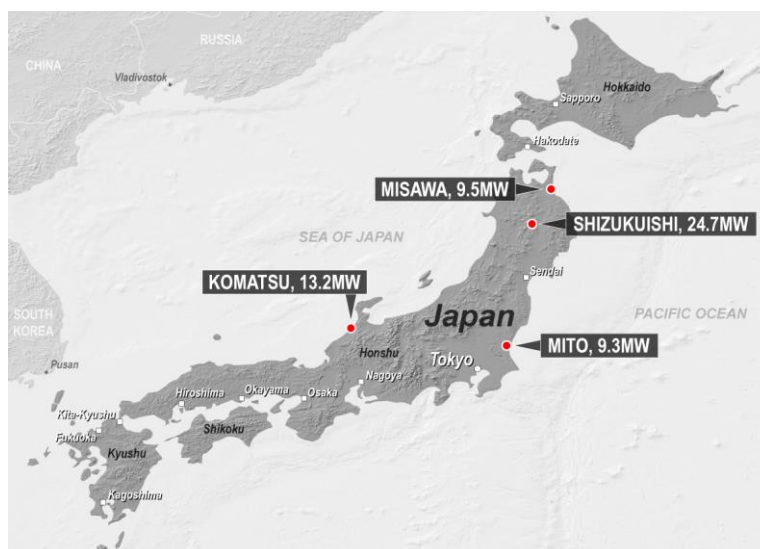 RUSSIA
CHINA
Vladivostok
Hokkaido
Sapporo
Hakodate
MISAWA, 9.5MW
SHIZUKUISHI, 24.7MW
SEA OF JAPAN
Sendai
KOMATSU, 13.2MW
SOUTH
KOREA
Japan
PACIFIC OCEAN
MITO, 9.3MW
Honshu
Tokyo
Pusan
Nagoya
Hiroshima
Okayama
Osaka
Kita-Kyushu
Fukuoka
Shikoku
Kyushu
Kagoshima